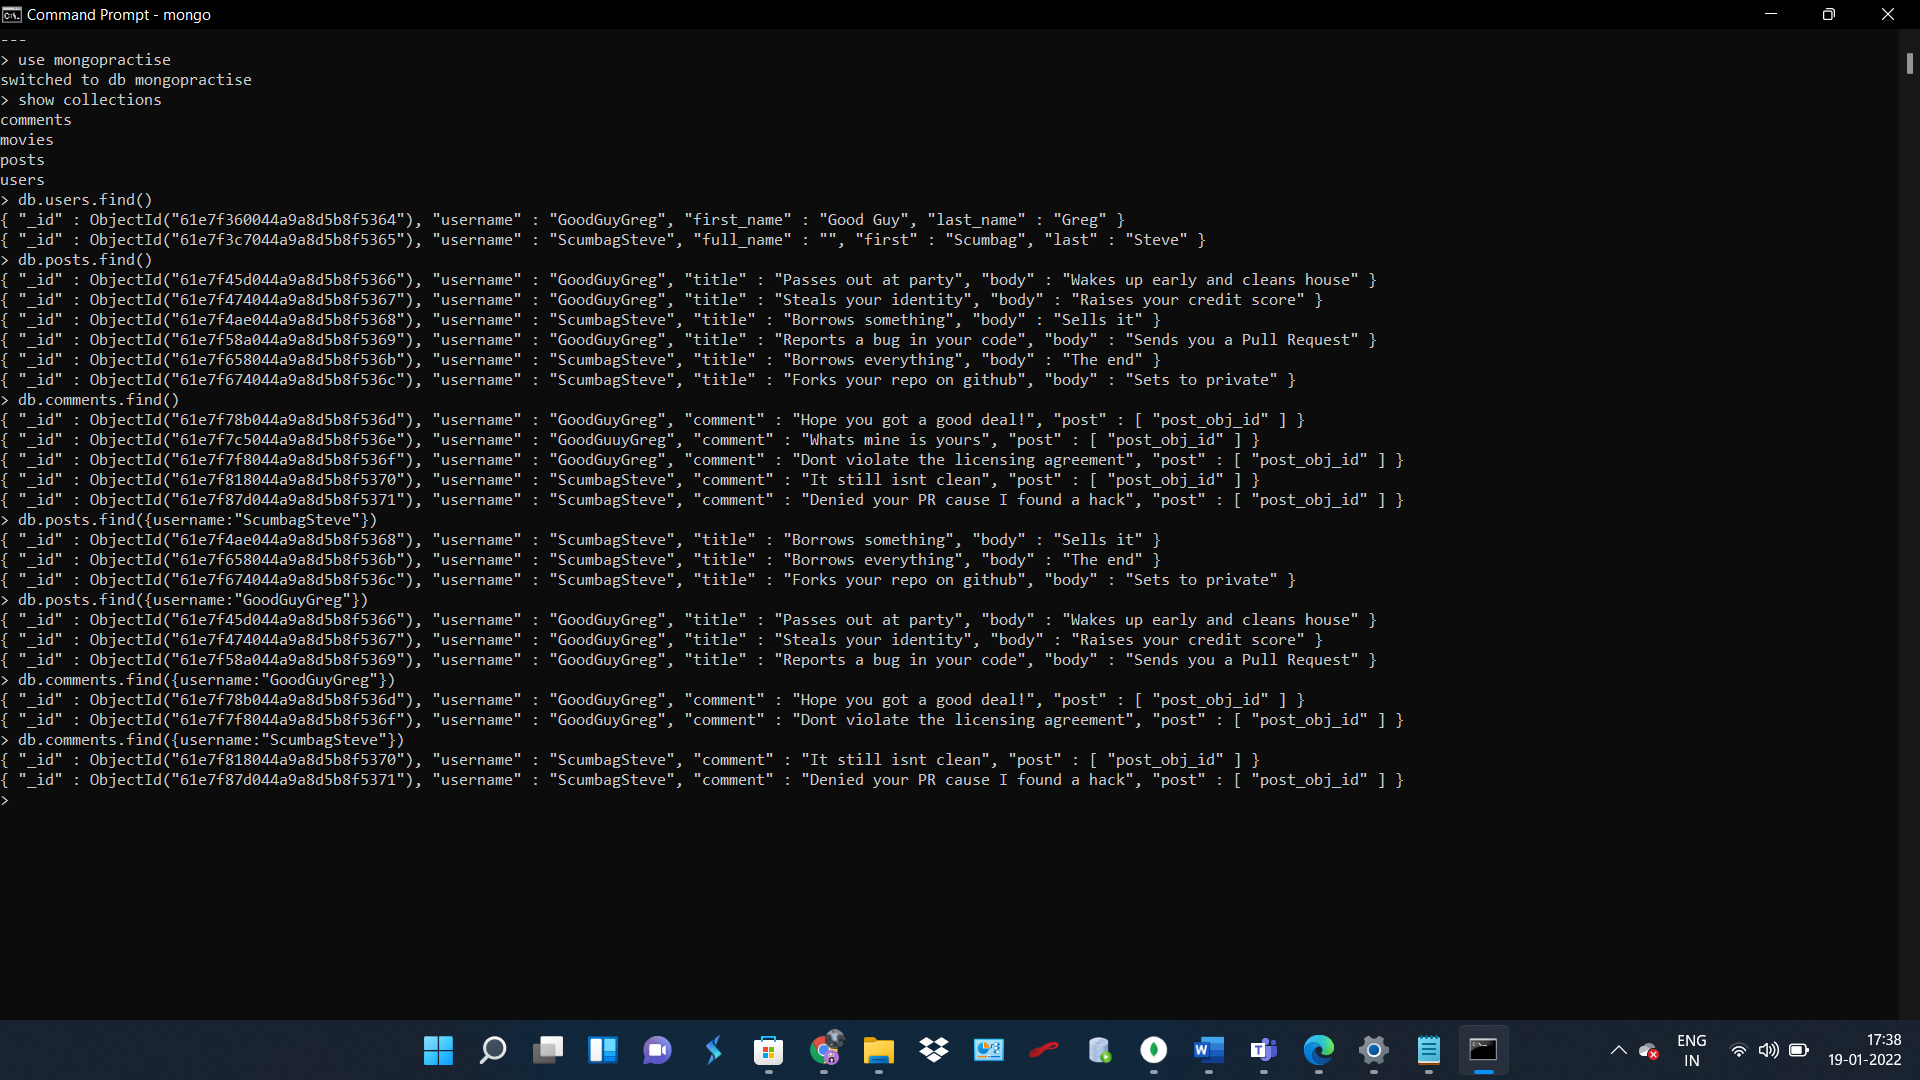 Command Prompt - mongo
---
> use mongopractise
switched to db mongopractise
> show collections
comments
movies
posts
users
> db.users.find()
{ "_id" : ObjectId("61e7f360044a9a8d5b8f5364"), "username" : "GoodGuyGreg", "first_name" : "Good Guy", "last_name" : "Greg" }
{ "_id" : ObjectId("61e7f3c7044a9a8d5b8f5365"), "username" : "ScumbagSteve", "full_name" : "", "first" : "Scumbag", "last" : "Steve" }
> db.posts.find()
{ "_id" : ObjectId("61e7f45d044a9a8d5b8f5366"), "username" : "GoodGuyGreg", "title" : "Passes out at party", "body" : "Wakes up early and cleans house" }
{ "_id" : ObjectId("61e7f474044a9a8d5b8f5367"), "username" : "GoodGuyGreg", "title" : "Steals your identity", "body" : "Raises your credit score" }
{ "_id" : ObjectId("61e7f4ae044a9a8d5b8f5368"), "username" : "ScumbagSteve", "title" : "Borrows something", "body" : "Sells it" }
{ "_id" : ObjectId("61e7f58a044a9a8d5b8f5369"), "username" : "GoodGuyGreg", "title" : "Reports a bug in your code", "body" : "Sends you a Pull Request" }
{ "_id" : ObjectId("61e7f658044a9a8d5b8f536b"), "username" : "ScumbagSteve", "title" : "Borrows everything", "body" : "The end" }
{ "_id" : ObjectId("61e7f674044a9a8d5b8f536c"), "username" : "ScumbagSteve", "title" : "Forks your repo on github", "body" : "Sets to private" }
> db.comments.find()
{ "_id" : ObjectId("61e7f78b044a9a8d5b8f536d"), "username" : "GoodGuyGreg", "comment" : "Hope you got a good deal!", "post" : [ "post_obj_id" ] }
{ "_id" : ObjectId("61e7f7c5044a9a8d5b8f536e"), "username" : "GoodGuuyGreg", "comment" : "Whats mine is yours", "post" : [ "post_obj_id" ] }
{ "_id" : ObjectId("61e7f7f8044a9a8d5b8f536f"), "username" : "GoodGuyGreg", "comment" : "Dont violate the licensing agreement", "post" : [ "post_obj_id" ] }
{ "_id" : ObjectId("61e7f818044a9a8d5b8f5370"), "username" : "ScumbagSteve", "comment" : "It still isnt clean", "post" : [ "post_obj_id" ] }
{ "_id" : ObjectId("61e7f87d044a9a8d5b8f5371"), "username" : "ScumbagSteve", "comment" : "Denied your PR cause I found a hack", "post" : [ "post_obj_id" ] }
> db.posts.find({username:"ScumbagSteve"})
{ "_id" : ObjectId("61e7f4ae044a9a8d5b8f5368"), "username" : "ScumbagSteve", "title" : "Borrows something", "body" : "Sells it" }
{ "_id" : ObjectId("61e7f658044a9a8d5b8f536b"), "username" : "ScumbagSteve", "title" : "Borrows everything", "body" : "The end" }
{ "_id" : ObjectId("61e7f674044a9a8d5b8f536c"), "username" : "ScumbagSteve", "title" : "Forks your repo on github", "body" : "Sets to private" }
> db.posts.find({username:"GoodGuyGreg"})
{ "_id" : ObjectId("61e7f45d044a9a8d5b8f5366"), "username" : "GoodGuyGreg", "title" : "Passes out at party", "body" : "Wakes up early and cleans house" }
{ "_id" : ObjectId("61e7f474044a9a8d5b8f5367"), "username" : "GoodGuyGreg", "title" : "Steals your identity", "body" : "Raises your credit score" }
{ "_id" : ObjectId("61e7f58a044a9a8d5b8f5369"), "username" : "GoodGuyGreg", "title" : "Reports a bug in your code", "body" : "Sends you a Pull Request" }
> db.comments.find({username:"GoodGuyGreg"})
{ "_id" : ObjectId("61e7f78b044a9a8d5b8f536d"), "username" : "GoodGuyGreg", "comment" : "Hope you got a good deal!", "post" : [ "post_obj_id" ] }
{ "_id" : ObjectId("61e7f7f8044a9a8d5b8f536f"), "username" : "GoodGuyGreg", "comment" : "Dont violate the licensing agreement", "post" : [ "post_obj_id" ] }
> db.comments.find({username:"ScumbagSteve"})
{ "_id" : ObjectId("61e7f818044a9a8d5b8f5370"), "username" : "ScumbagSteve", "comment" : "It still isnt clean", "post" : [ "post_obj_id" ] }
{ "_id" : ObjectId("61e7f87d044a9a8d5b8f5371"), "username" : "ScumbagSteve", "comment" : "Denied your PR cause I found a hack", "post" : [ "post_obj_id" ] }
>
ENG
IN
17:38
19-01-2022